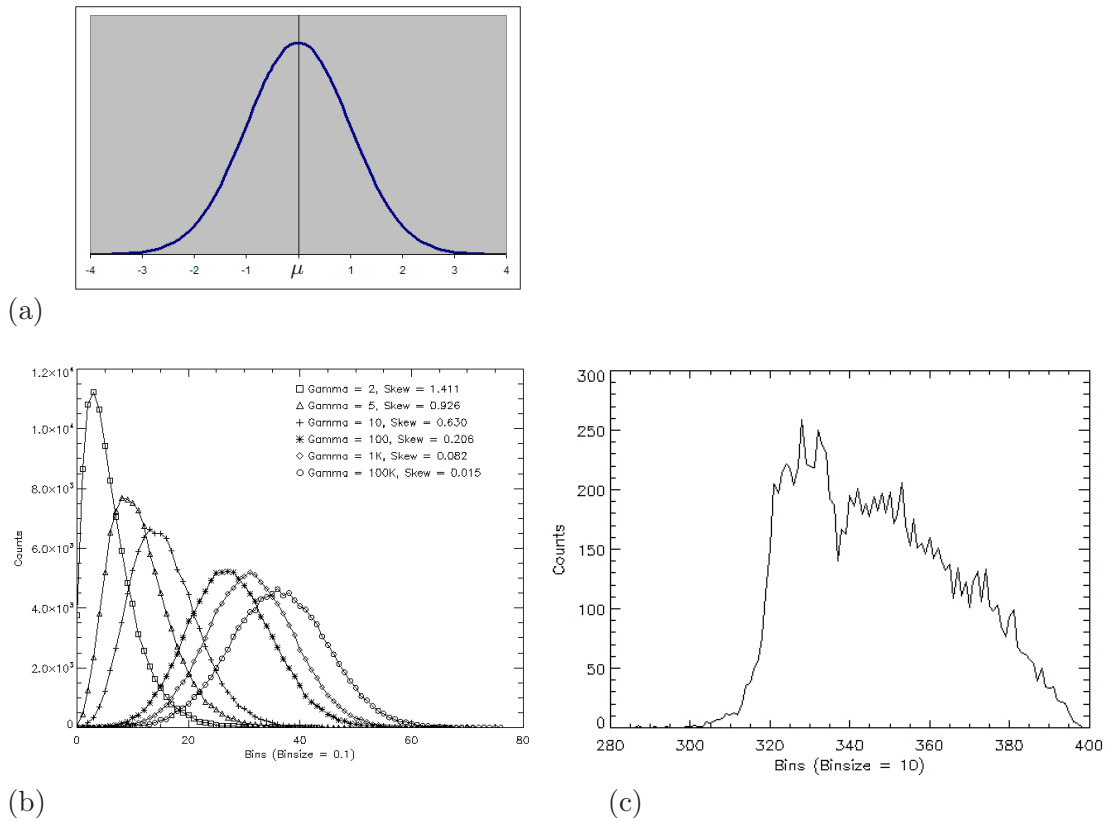 -4 -3 -2 -1 μ 1 2 3 4
(a)
1.2×10⁴
1.0×10⁴
8.0×10³
6.0×10³
4.0×10³
2.0×10³
0
Counts
Gamma = 2, Skew = 1.411
Gamma = 5, Skew = 0.926
Gamma = 10, Skew = 0.630
Gamma = 100, Skew = 0.206
Gamma = 1K, Skew = 0.082
Gamma = 100K, Skew = 0.015
0 20 40 60 80
Bins (Binsize = 0.1)
(b)
300
250
200
150
100
50
0
Counts
280 300 320 340 360 380 400
Bins (Binsize = 10)
(c)